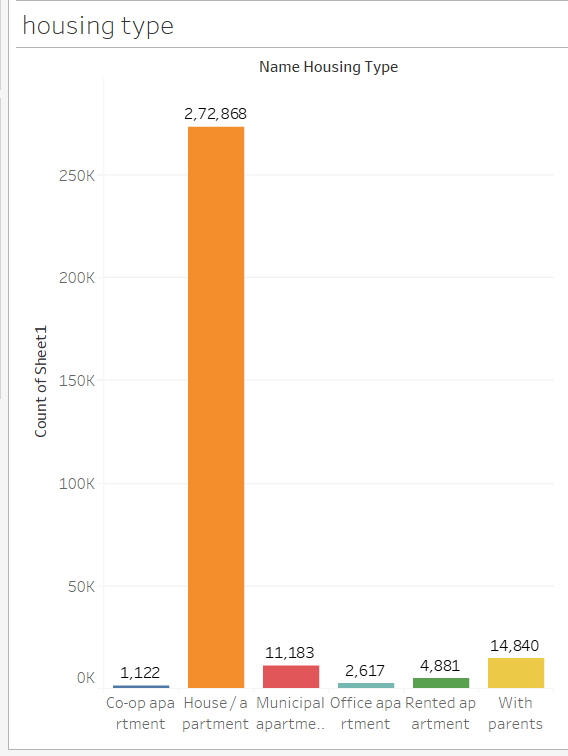 housing type
Name Housing Type
2,72,868
250K
200K
150K
100K
50K
0K
Count of Sheet1
1,122
11,183
2,617
4,881
14,840
Co-op apa
rtment
House / a
partment
Municipal
apartme..
Office apa
rtment
Rented ap
artment
With
parents